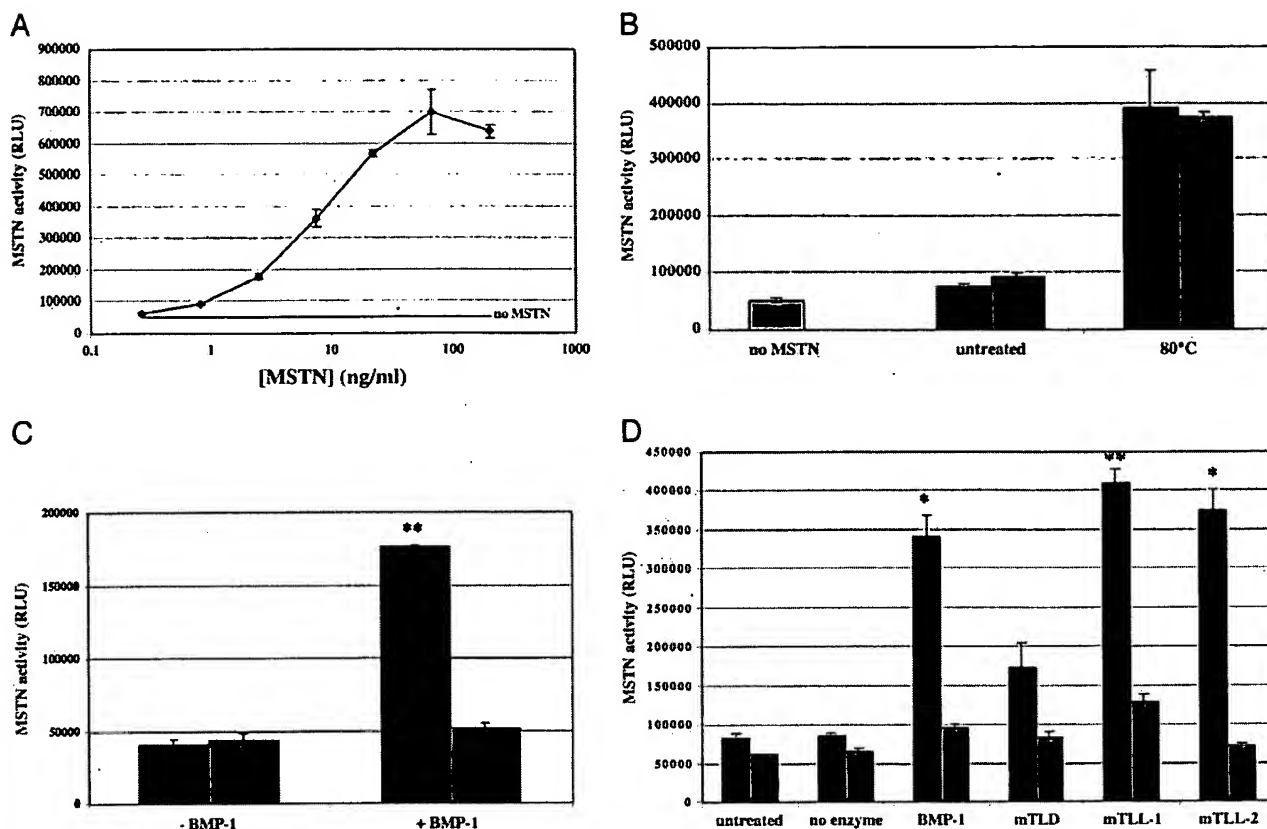 A
MSTN activity (RLU)
900000
800000
700000
600000
500000
400000
300000
200000
100000
0
no MSTN
0.1
1
10
100
1000
[MSTN] (ng/ml)
B
MSTN activity (RLU)
500000
400000
300000
200000
100000
0
no MSTN
untreated
80°C
C
MSTN activity (RLU)
200000
150000
100000
50000
0
**
- BMP-1
+ BMP-1
D
MSTN activity (RLU)
450000
400000
350000
300000
250000
200000
150000
100000
50000
0
*
**
*
untreated
no enzyme
BMP-1
mTLD
mTLL-1
mTLL-2